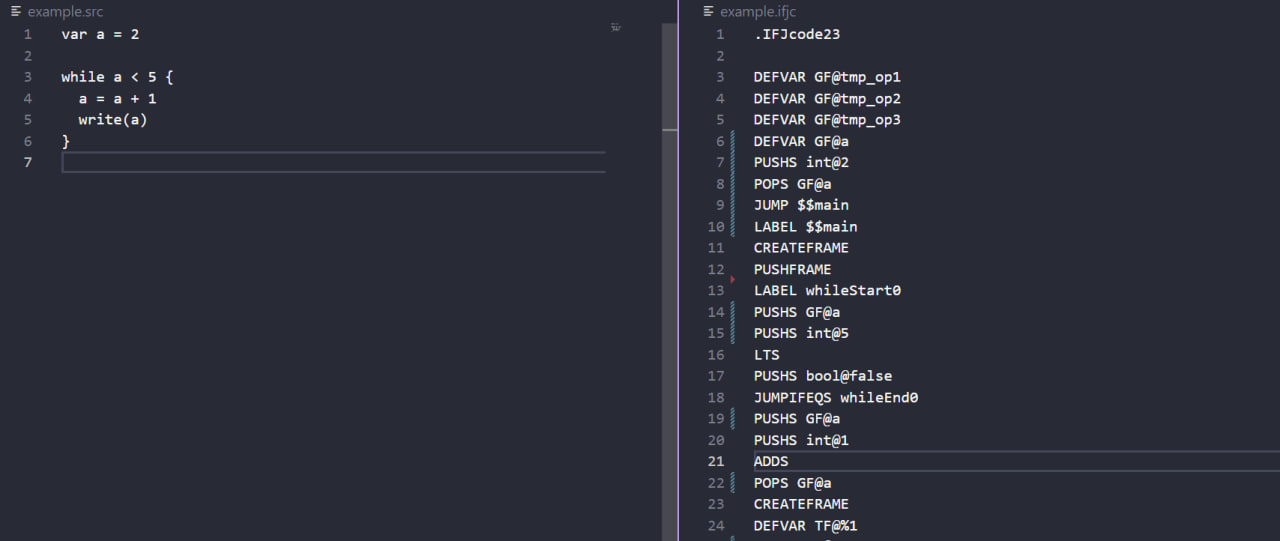 example.src
1 var a = 2
2
3 while a < 5 {
4 a = a + 1
5 write(a)
6 }
7
example.ifjc
1 .IFJcode23
2
3 DEFVAR GF@tmp_op1
4 DEFVAR GF@tmp_op2
5 DEFVAR GF@tmp_op3
6 DEFVAR GF@a
7 PUSHS int@2
8 POPS GF@a
9 JUMP $$main
10 LABEL $$main
11 CREATEFRAME
12 PUSHFRAME
13 LABEL whileStart0
14 PUSHS GF@a
15 PUSHS int@5
16 LTS
17 PUSHS bool@false
18 JUMPIFEQS whileEnd0
19 PUSHS GF@a
20 PUSHS int@1
21 ADDS
22 POPS GF@a
23 CREATEFRAME
24 DEFVAR TF@%1